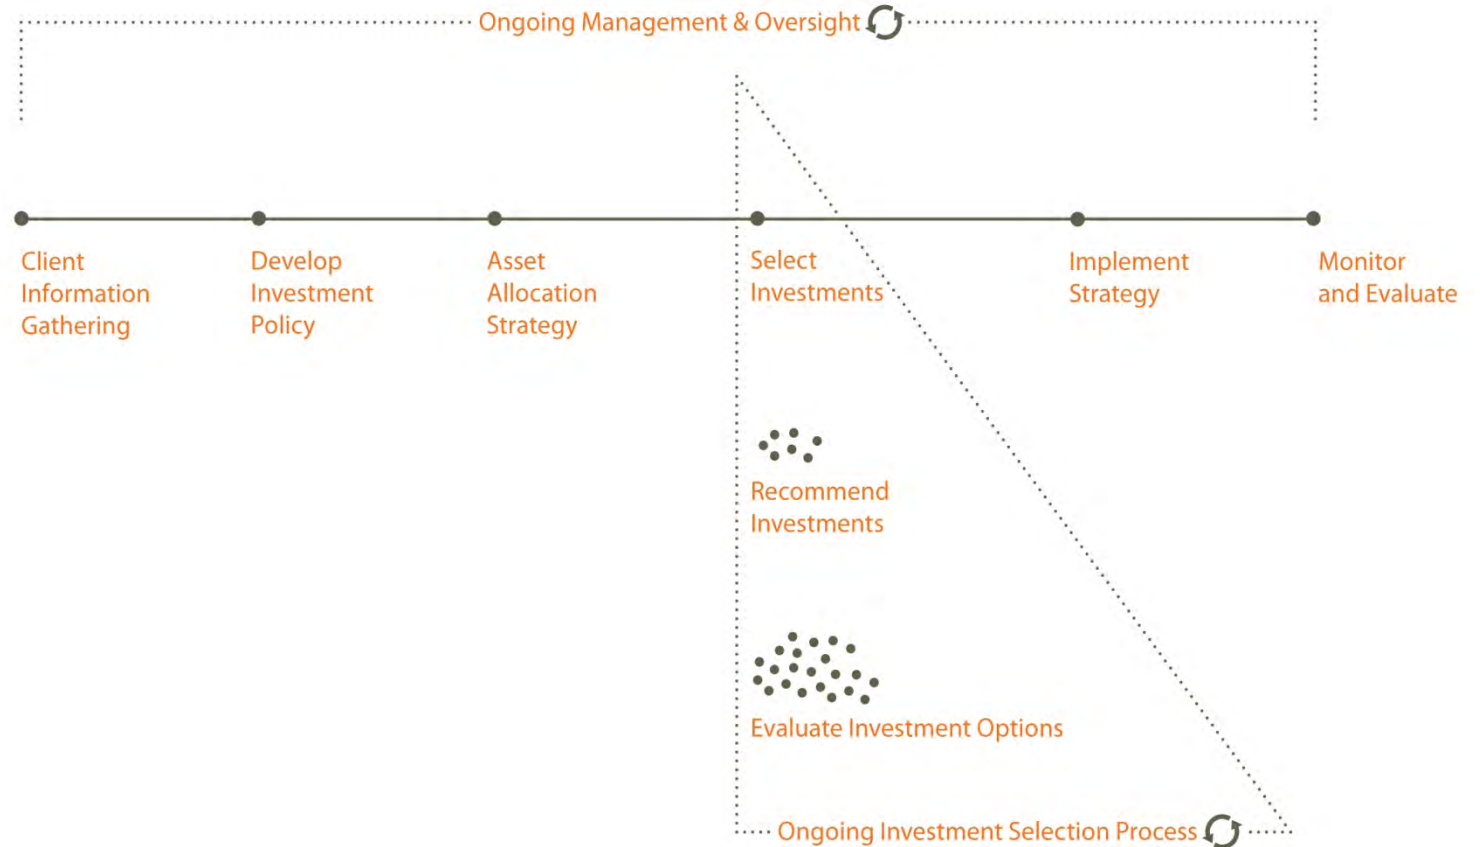 Ongoing Management & Oversight
Client
Information
Gathering
Develop
Investment
Policy
Asset
Allocation
Strategy
Select
Investments
Implement
Strategy
Monitor
and Evaluate
Recommend
Investments
Evaluate Investment Options
Ongoing Investment Selection Process